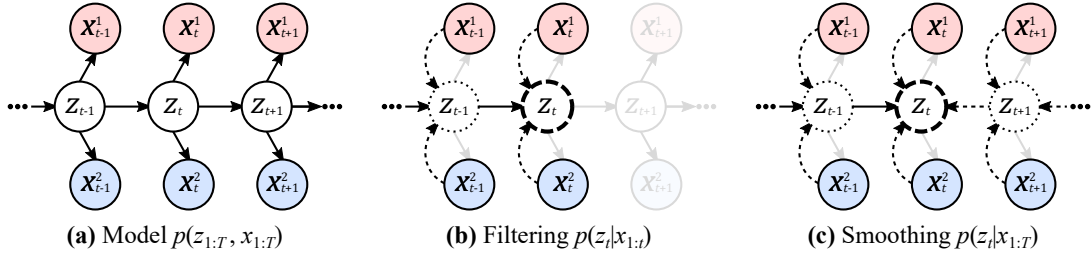 x¹ₜ₋₁ x¹ₜ x¹ₜ₊₁ x¹ₜ₋₁ x¹ₜ x¹ₜ₊₁ x¹ₜ₋₁ x¹ₜ x¹ₜ₊₁
••• zₜ₋₁ zₜ zₜ₊₁ ••• ••• zₜ₋₁ zₜ zₜ₊₁ ••• ••• zₜ₋₁ zₜ zₜ₊₁ •••
x²ₜ₋₁ x²ₜ x²ₜ₊₁ x²ₜ₋₁ x²ₜ x²ₜ₊₁ x²ₜ₋₁ x²ₜ x²ₜ₊₁
(a) Model p(z₁:T, x₁:T) (b) Filtering p(zₜ|x₁:ₜ) (c) Smoothing p(zₜ|x₁:T)